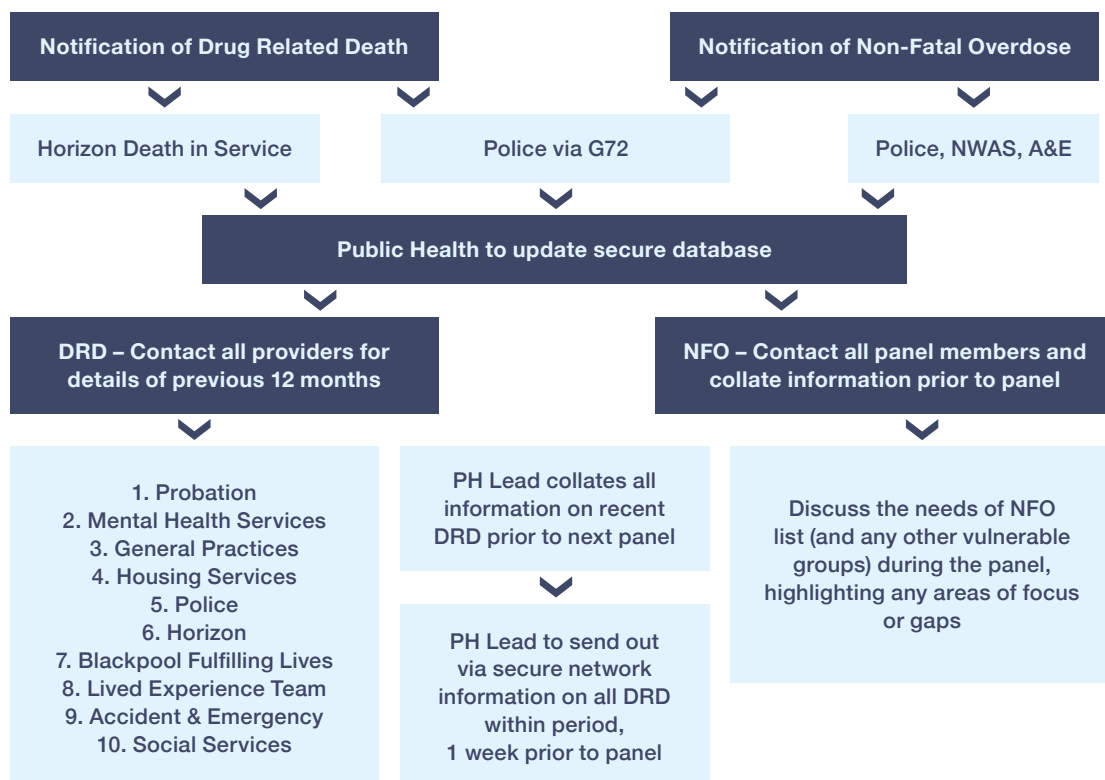 Notification of Drug Related Death
Notification of Non-Fatal Overdose
Horizon Death in Service
Police via G72
Police, NWAS, A&E
Public Health to update secure database
DRD – Contact all providers for
details of previous 12 months
NFO – Contact all panel members and
collate information prior to panel
1. Probation
2. Mental Health Services
3. General Practices
4. Housing Services
5. Police
6. Horizon
7. Blackpool Fulfilling Lives
8. Lived Experience Team
9. Accident & Emergency
10. Social Services
PH Lead collates all
information on recent
DRD prior to next panel
PH Lead to send out
via secure network
information on all DRD
within period,
1 week prior to panel
Discuss the needs of NFO
list (and any other vulnerable
groups) during the panel,
highlighting any areas of focus
or gaps